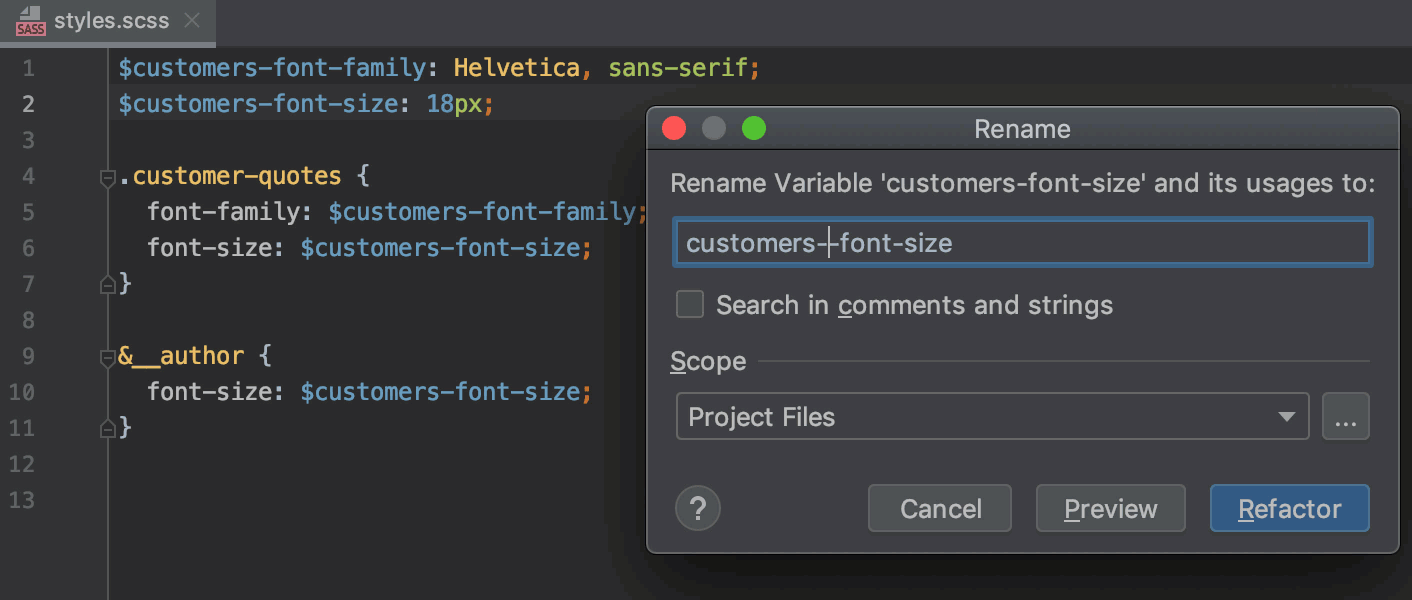 SASS styles.scss
1 $customers-font-family: Helvetica, sans-serif;
2 $customers-font-size: 18px;
3
4 .customer-quotes {
5 font-family: $customers-font-family;
6 font-size: $customers-font-size;
7 }
8
9 &__author {
10 font-size: $customers-font-size;
11 }
12
13
Rename
Rename Variable 'customers-font-size' and its usages to:
customers--font-size
Search in comments and strings
Scope
Project Files
...
?
Cancel
Preview
Refactor